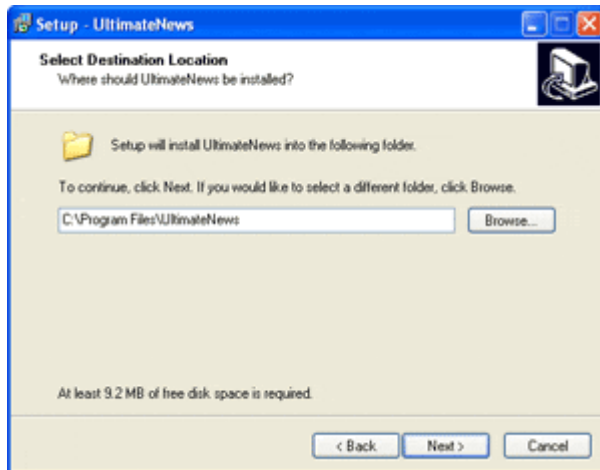 Setup - UltimateNews
Select Destination Location
Where should UltimateNews be installed?
Setup will install UltimateNews into the following folder.
To continue, click Next. If you would like to select a different folder, click Browse.
C:\Program Files\UltimateNews
Browse...
At least 9.2 MB of free disk space is required.
< Back
Next >
Cancel